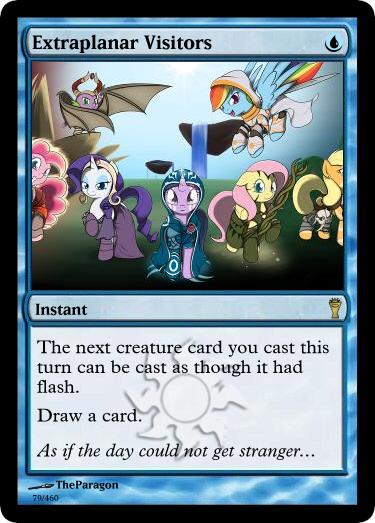 Extraplanar Visitors
Instant
The next creature card you cast this
turn can be cast as though it had
flash.
Draw a card.
As if the day could not get stranger…
TheParagon
79/460